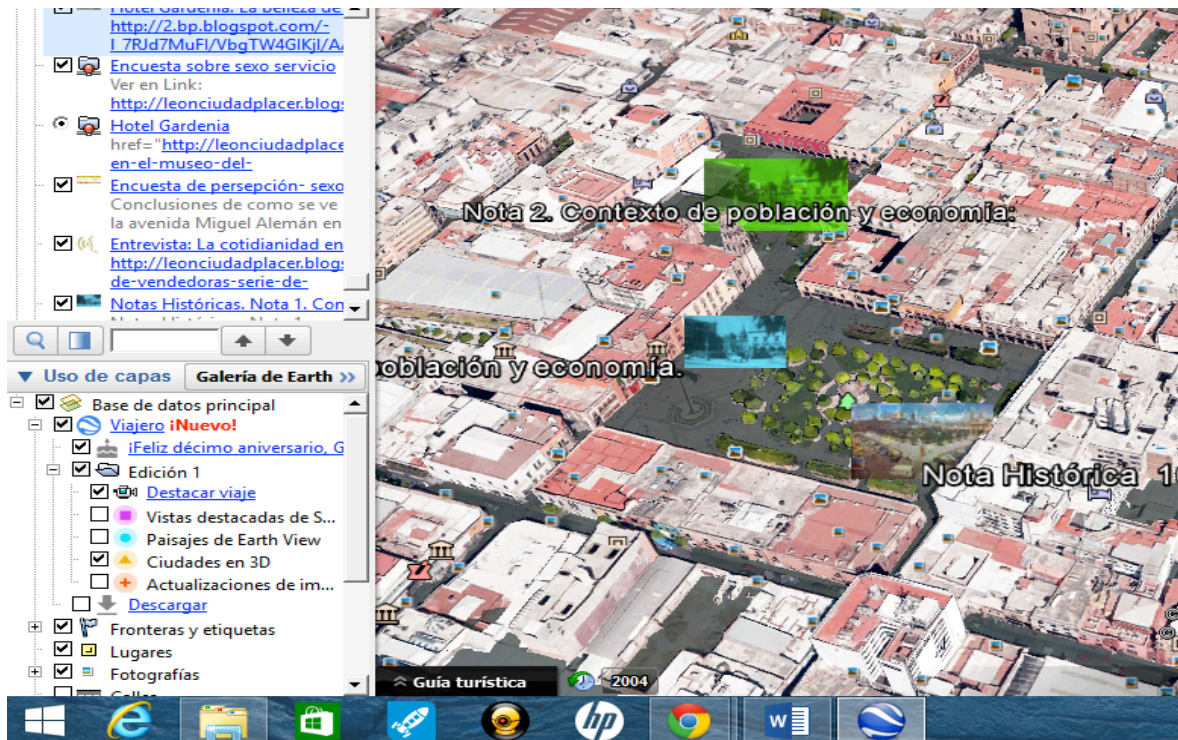 Hotel Gardenia. La belleza de
http://2.bp.blogspot.com/-
Encuesta sobre sexo servicio
Ver en Link:
http://leonciudadplacer.blogs
Hotel Gardenia
href="http://leonciudadplace
en-el-museo-del-
Encuesta de persepción- sexo
Conclusiones de como se ve
la avenida Miguel Alemán en
Entrevista: La cotidianidad en
http://leonciudadplacer.blogs
de-vendedoras-serie-de-
Notas Históricas. Nota 1. Con
Uso de capas
Galería de Earth >>
Base de datos principal
Viajero ¡Nuevo!
¡Feliz décimo aniversario, G
Edición 1
Destacar viaje
Vistas destacadas de S...
Paisajes de Earth View
Ciudades en 3D
Actualizaciones de im...
Descargar
Fronteras y etiquetas
Lugares
Fotografías
Nota 2. Contexto de población y economía:
población y economía.
Nota Histórica 1
Guía turística
2004
hp